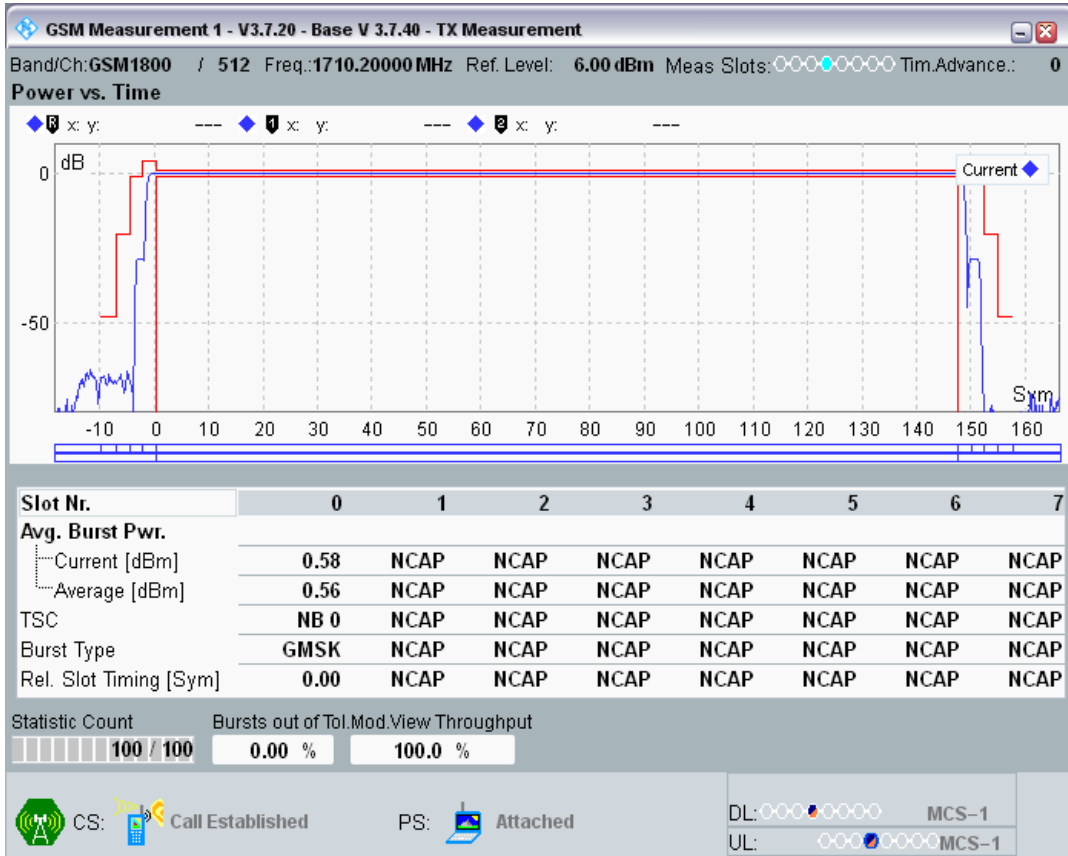 GSM Measurement 1 - V3.7.20 - Base V 3.7.40 - TX Measurement
Band/Ch:GSM1800 / 512 Freq.:1710.20000 MHz Ref. Level: 6.00 dBm Meas Slots: Tim.Advance.: 0
Power vs. Time
R x: y: --- 1 x: y: --- 2 x: y: ---
dB
0
Current
-50
Sym
-10 0 10 20 30 40 50 60 70 80 90 100 110 120 130 140 150 160
Slot Nr. 0 1 2 3 4 5 6 7
Avg. Burst Pwr.
Current [dBm] 0.58 NCAP NCAP NCAP NCAP NCAP NCAP NCAP
Average [dBm] 0.56 NCAP NCAP NCAP NCAP NCAP NCAP NCAP
TSC NB 0 NCAP NCAP NCAP NCAP NCAP NCAP NCAP
Burst Type GMSK NCAP NCAP NCAP NCAP NCAP NCAP NCAP
Rel. Slot Timing [Sym] 0.00 NCAP NCAP NCAP NCAP NCAP NCAP NCAP
Statistic Count Bursts out of Tol.Mod.View Throughput
100 / 100 0.00 % 100.0 %
CS: Call Established PS: Attached
DL: MCS-1
UL: MCS-1